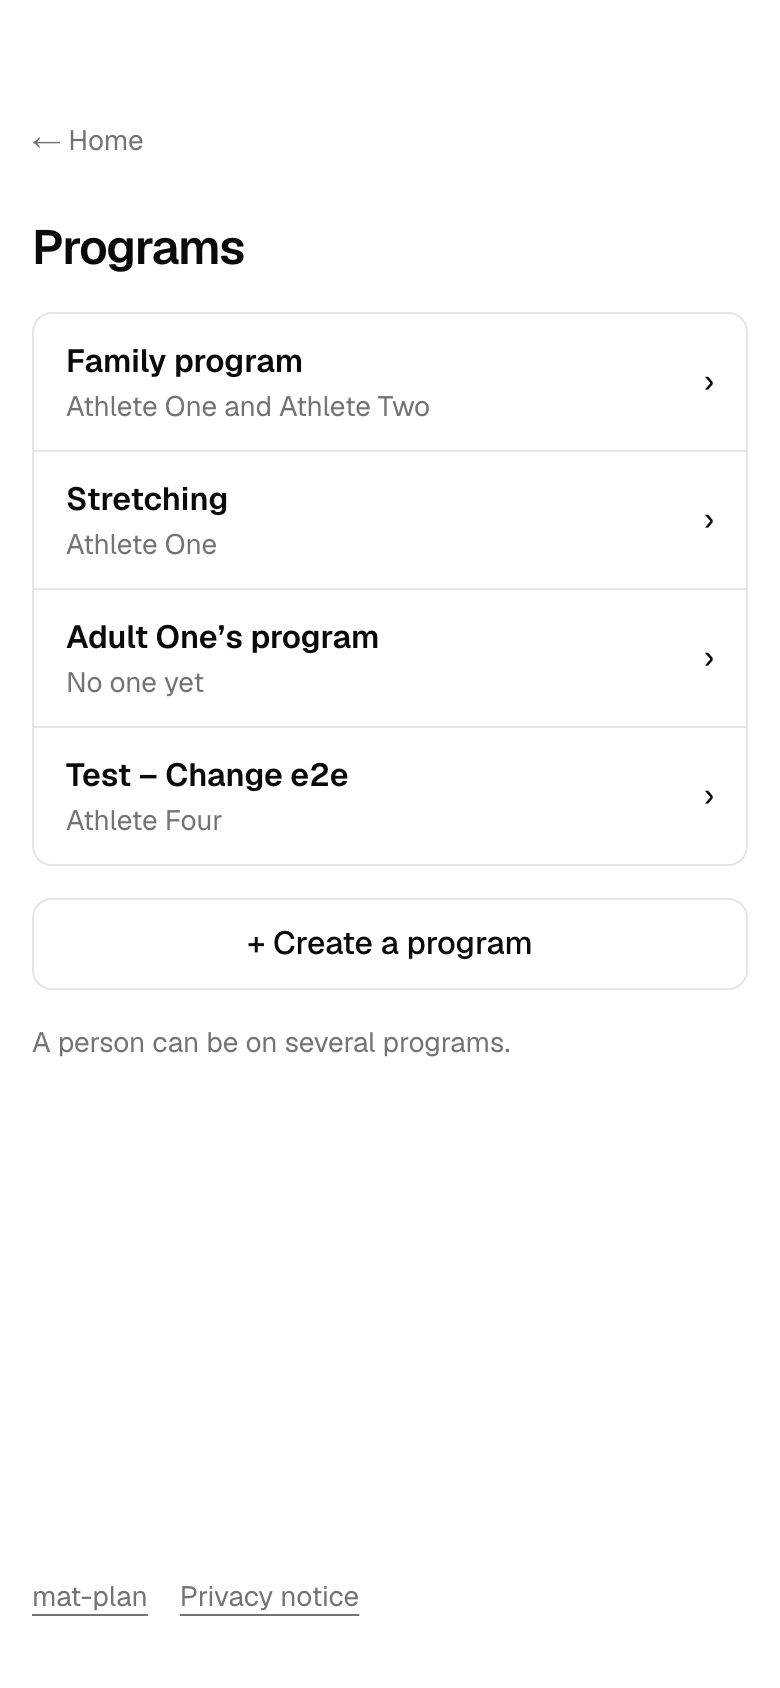 ← Home
Programs
Family program
Athlete One and Athlete Two
›
Stretching
Athlete One
›
Adult One’s program
No one yet
›
Test – Change e2e
Athlete Four
›
+ Create a program
A person can be on several programs.
mat-plan Privacy notice